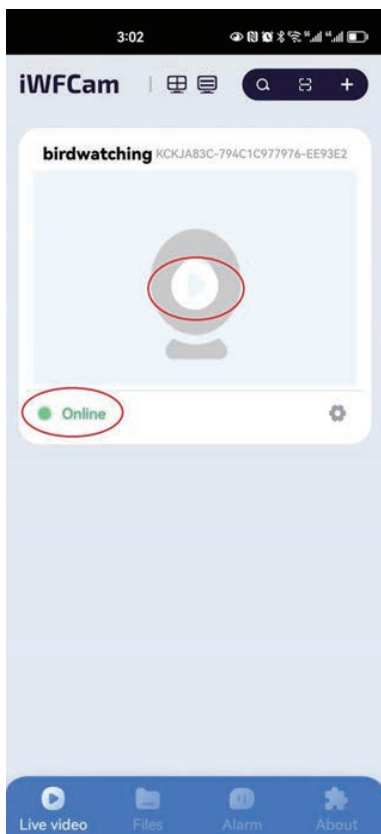 3:02
iWFCam
birdwatching KCKJA83C-794C1C977976-EE93E2
Online
Live video Files Alarm About